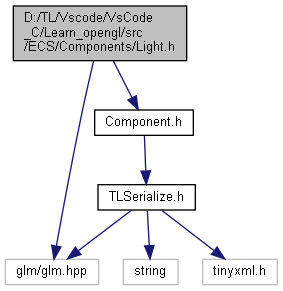 D:/TL/Vscode/VsCode
_C/Learn_opengl/src
/ECS/Components/Light.h
Component.h
TLSerialize.h
glm/glm.hpp
string
tinyxml.h